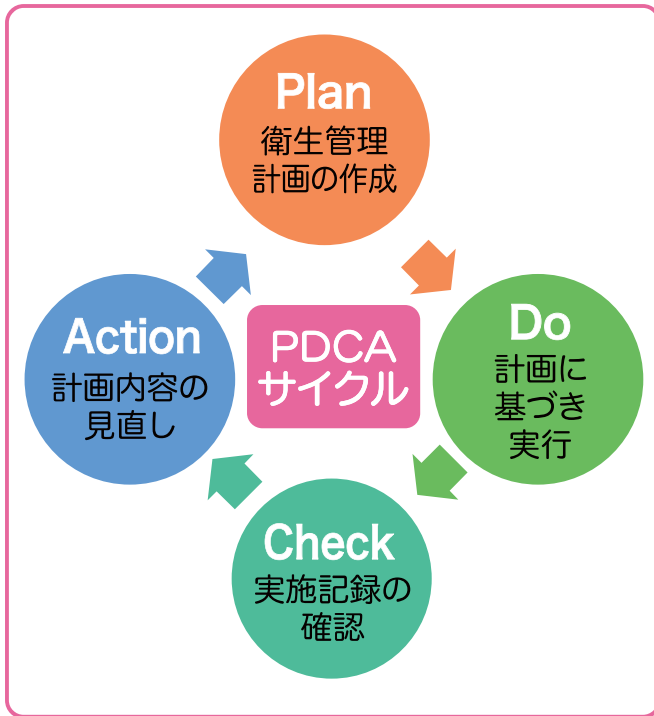 Plan
衛生管理
計画の作成
Do
計画に
基づき
実行
Check
実施記録の
確認
Action
計画内容の
見直し
PDCA
サイクル